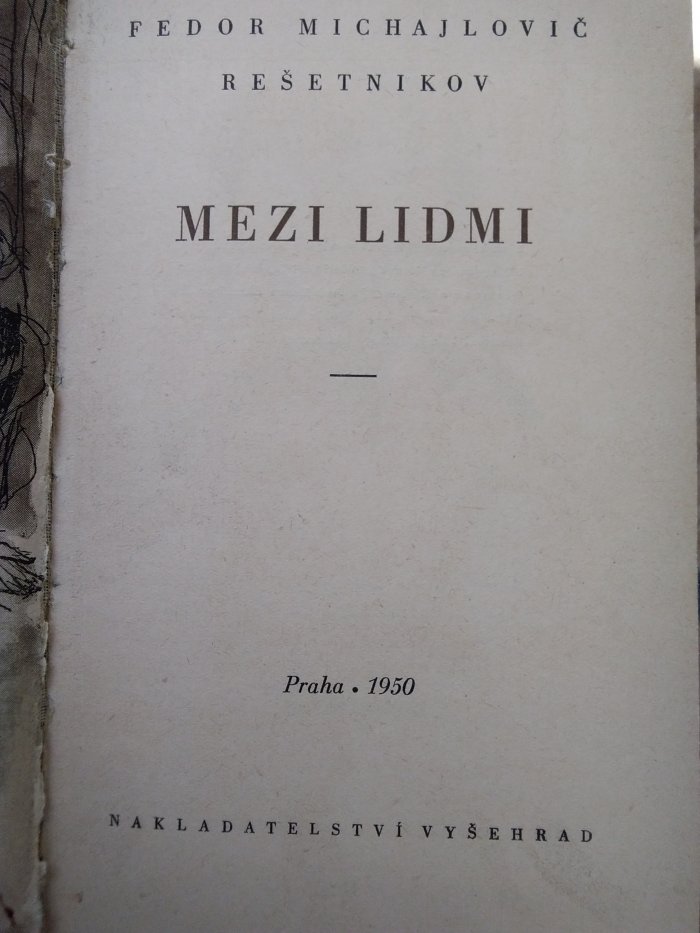 FEDOR MICHAJLOVIČ
REŠETNIKOV
MEZI LIDMI
Praha • 1950
NAKLADATELSTVÍ VYŠEHRAD